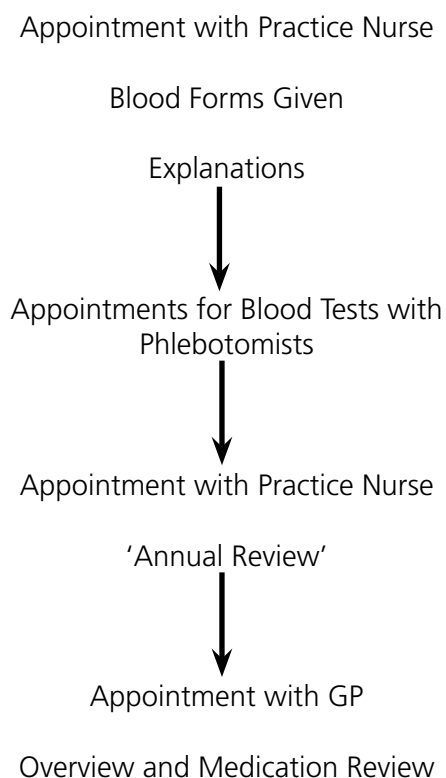 Appointment with Practice Nurse
Blood Forms Given
Explanations
Appointments for Blood Tests with
Phlebotomists
Appointment with Practice Nurse
‘Annual Review’
Appointment with GP
Overview and Medication Review